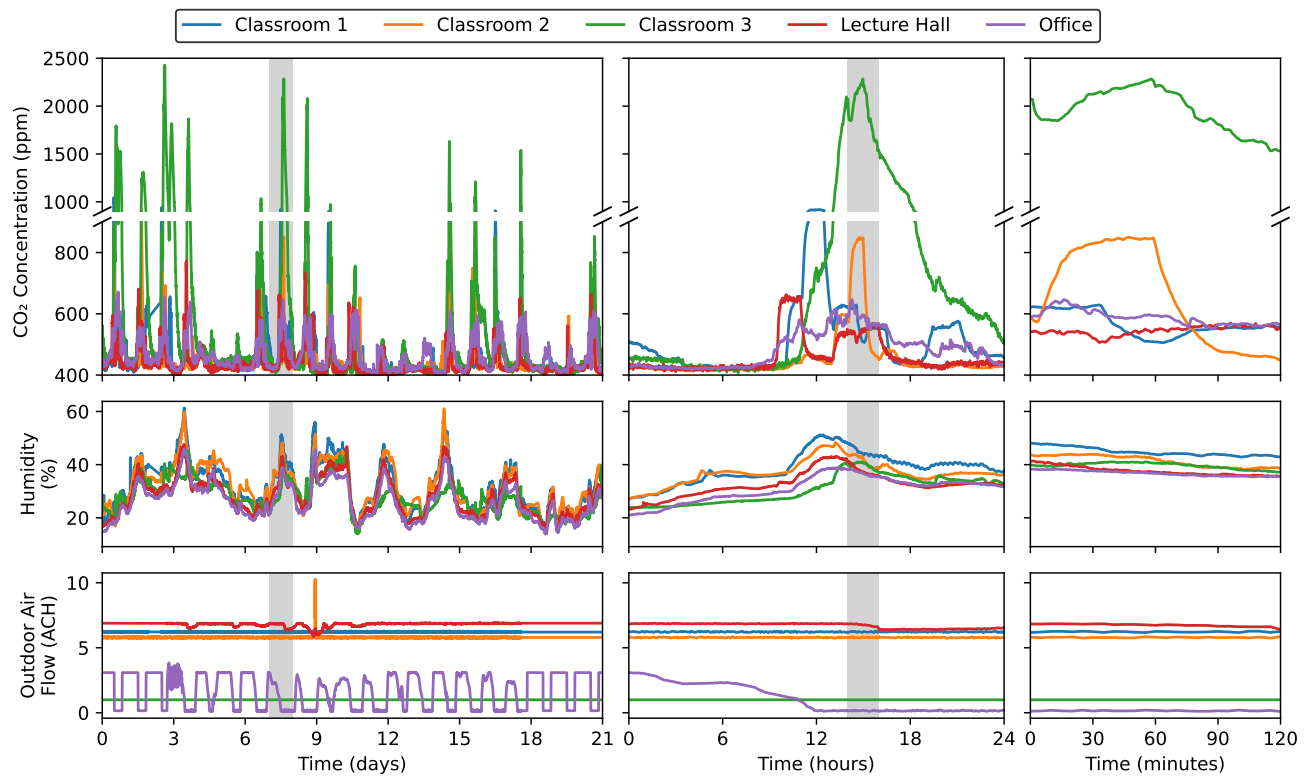 Classroom 1 Classroom 2 Classroom 3 Lecture Hall Office
CO₂ Concentration (ppm)
2500
2000
1500
1000
800
600
400
Humidity
(%)
60
40
20
Outdoor Air
Flow (ACH)
10
5
0
0 3 6 9 12 15 18 21
Time (days)
0 6 12 18 24
Time (hours)
0 30 60 90 120
Time (minutes)